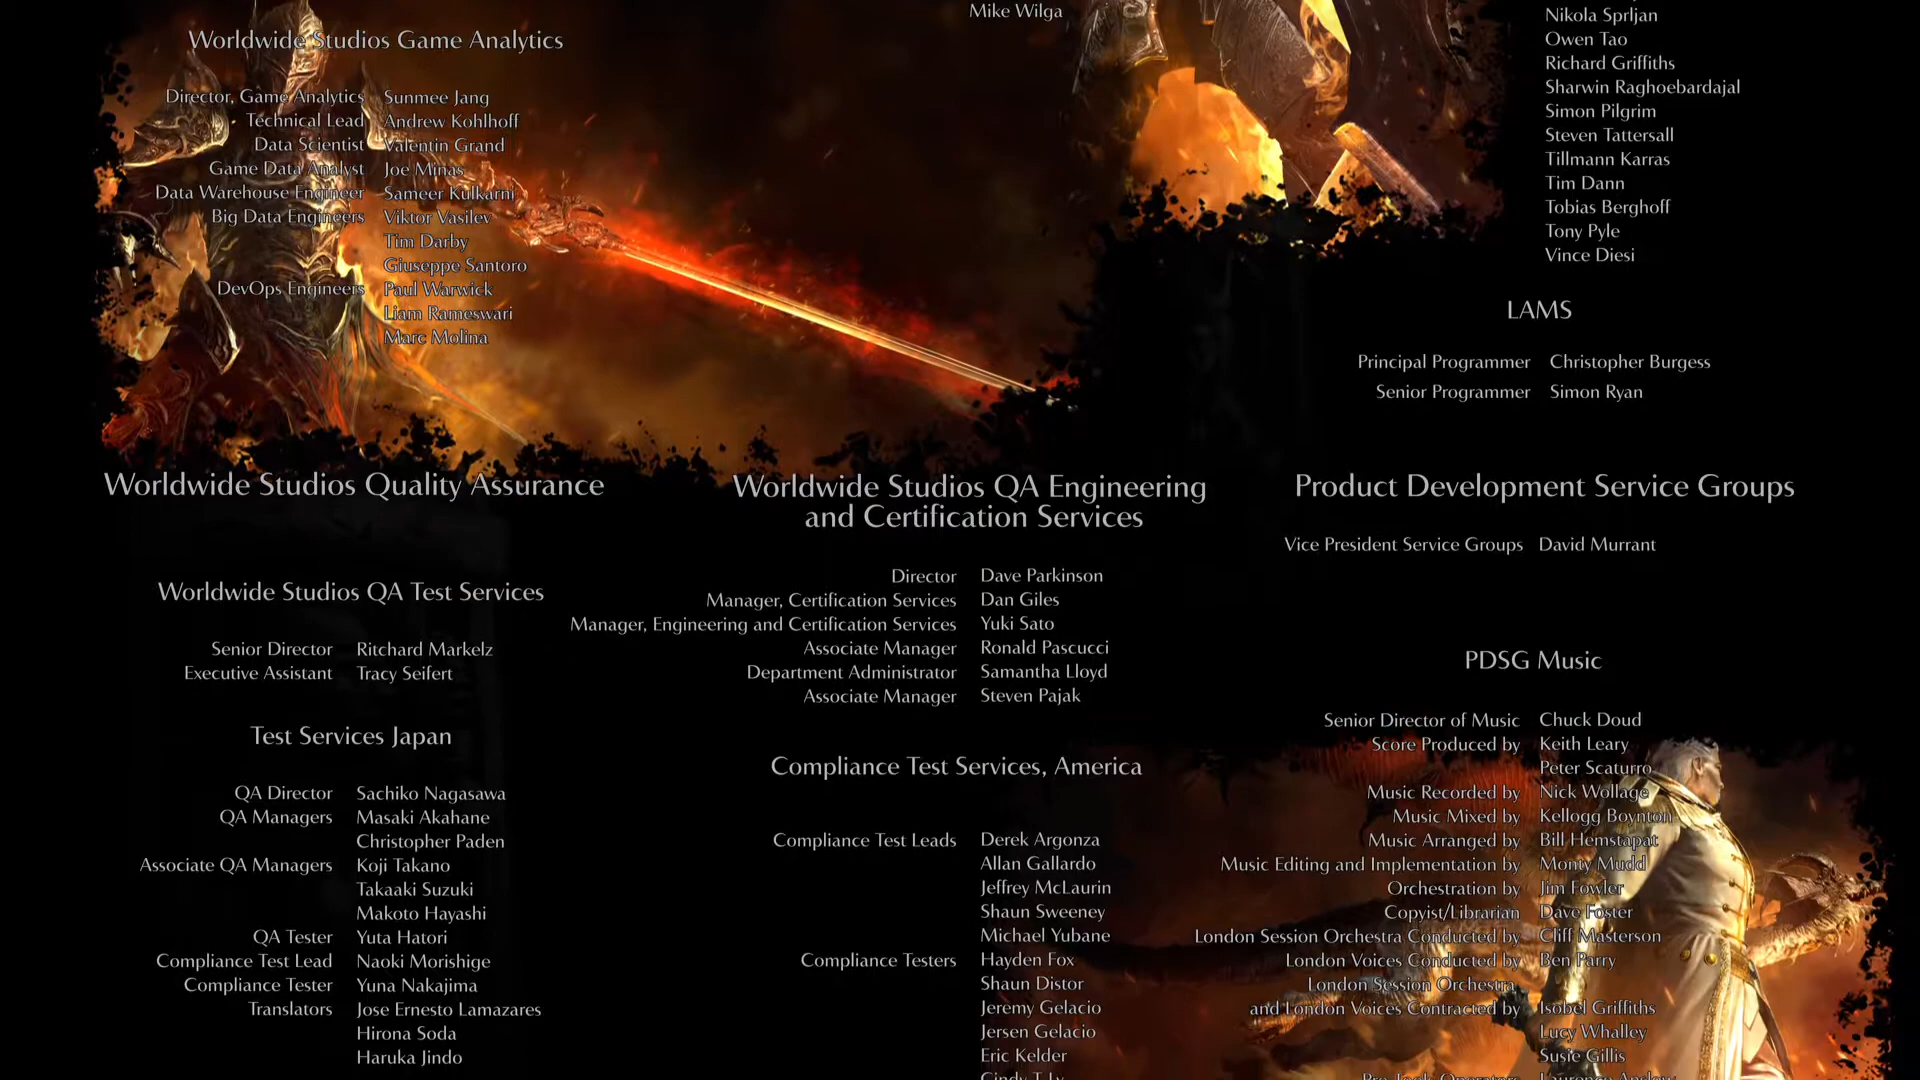 Worldwide Studios Game Analytics
Director, Game Analytics Sunmee Jang
Technical Lead Andrew Kohlhoff
Data Scientist Valentin Grand
Game Data Analyst Joe Minas
Data Warehouse Engineer Sameer Kulkarni
Big Data Engineers Viktor Vasilev
Tim Darby
Giuseppe Santoro
DevOps Engineers Paul Warwick
Liam Rameswari
Marc Molina
Worldwide Studios Quality Assurance
Worldwide Studios QA Test Services
Senior Director Ritchard Markelz
Executive Assistant Tracy Seifert
Test Services Japan
QA Director Sachiko Nagasawa
QA Managers Masaki Akahane
Christopher Paden
Associate QA Managers Koji Takano
Takaaki Suzuki
Makoto Hayashi
QA Tester Yuta Hatori
Compliance Test Lead Naoki Morishige
Compliance Tester Yuna Nakajima
Translators Jose Ernesto Lamazares
Hirona Soda
Haruka Jindo
Mike Wilga
Worldwide Studios QA Engineering
and Certification Services
Director Dave Parkinson
Manager, Certification Services Dan Giles
Manager, Engineering and Certification Services Yuki Sato
Associate Manager Ronald Pascucci
Department Administrator Samantha Lloyd
Associate Manager Steven Pajak
Compliance Test Services, America
Compliance Test Leads Derek Argonza
Allan Gallardo
Jeffrey McLaurin
Shaun Sweeney
Michael Yubane
Compliance Testers Hayden Fox
Shaun Distor
Jeremy Gelacio
Jersen Gelacio
Eric Kelder
Cindy T Ly
Nikola Sprljan
Owen Tao
Richard Griffiths
Sharwin Raghoebardajal
Simon Pilgrim
Steven Tattersall
Tillmann Karras
Tim Dann
Tobias Berghoff
Tony Pyle
Vince Diesi
LAMS
Principal Programmer Christopher Burgess
Senior Programmer Simon Ryan
Product Development Service Groups
Vice President Service Groups David Murrant
PDSG Music
Senior Director of Music Chuck Doud
Score Produced by Keith Leary
Peter Scaturro
Music Recorded by Nick Wollage
Music Mixed by Kellogg Boynton
Music Arranged by Bill Hemstapat
Music Editing and Implementation by Monty Mudd
Orchestration by Jim Fowler
Copyist/Librarian Dave Foster
London Session Orchestra Conducted by Cliff Masterson
London Voices Conducted by Ben Parry
London Session Orchestra
and London Voices Contracted by Isobel Griffiths
Lucy Whalley
Susie Gillis